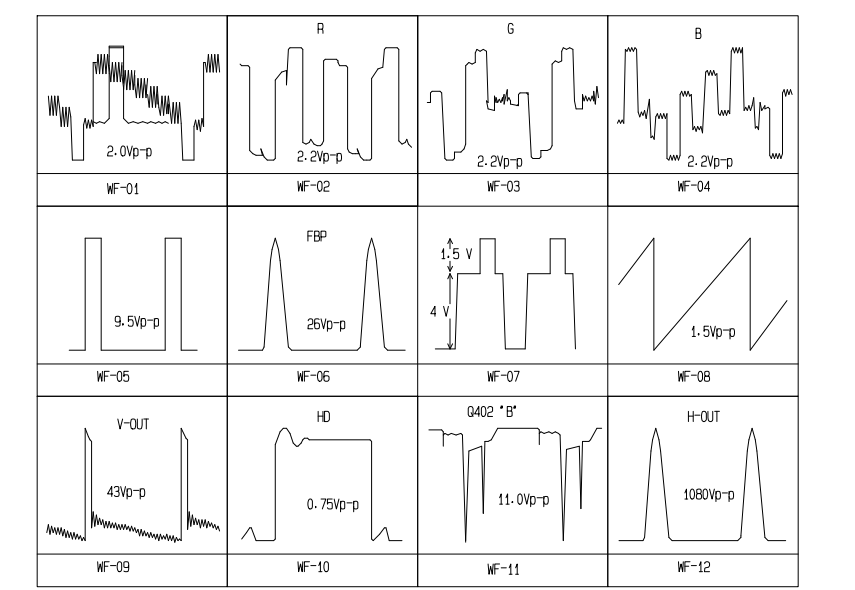 R
G
B
2.0Vp-p
2.2Vp-p
2.2Vp-p
2.2Vp-p
WF-01
WF-02
WF-03
WF-04
FBP
1.5 V
4 V
9.5Vp-p
26Vp-p
1.5Vp-p
WF-05
WF-06
WF-07
WF-08
V-OUT
HD
Q402 "B"
H-OUT
43Vp-p
0.75Vp-p
11.0Vp-p
1080Vp-p
WF-09
WF-10
WF-11
WF-12